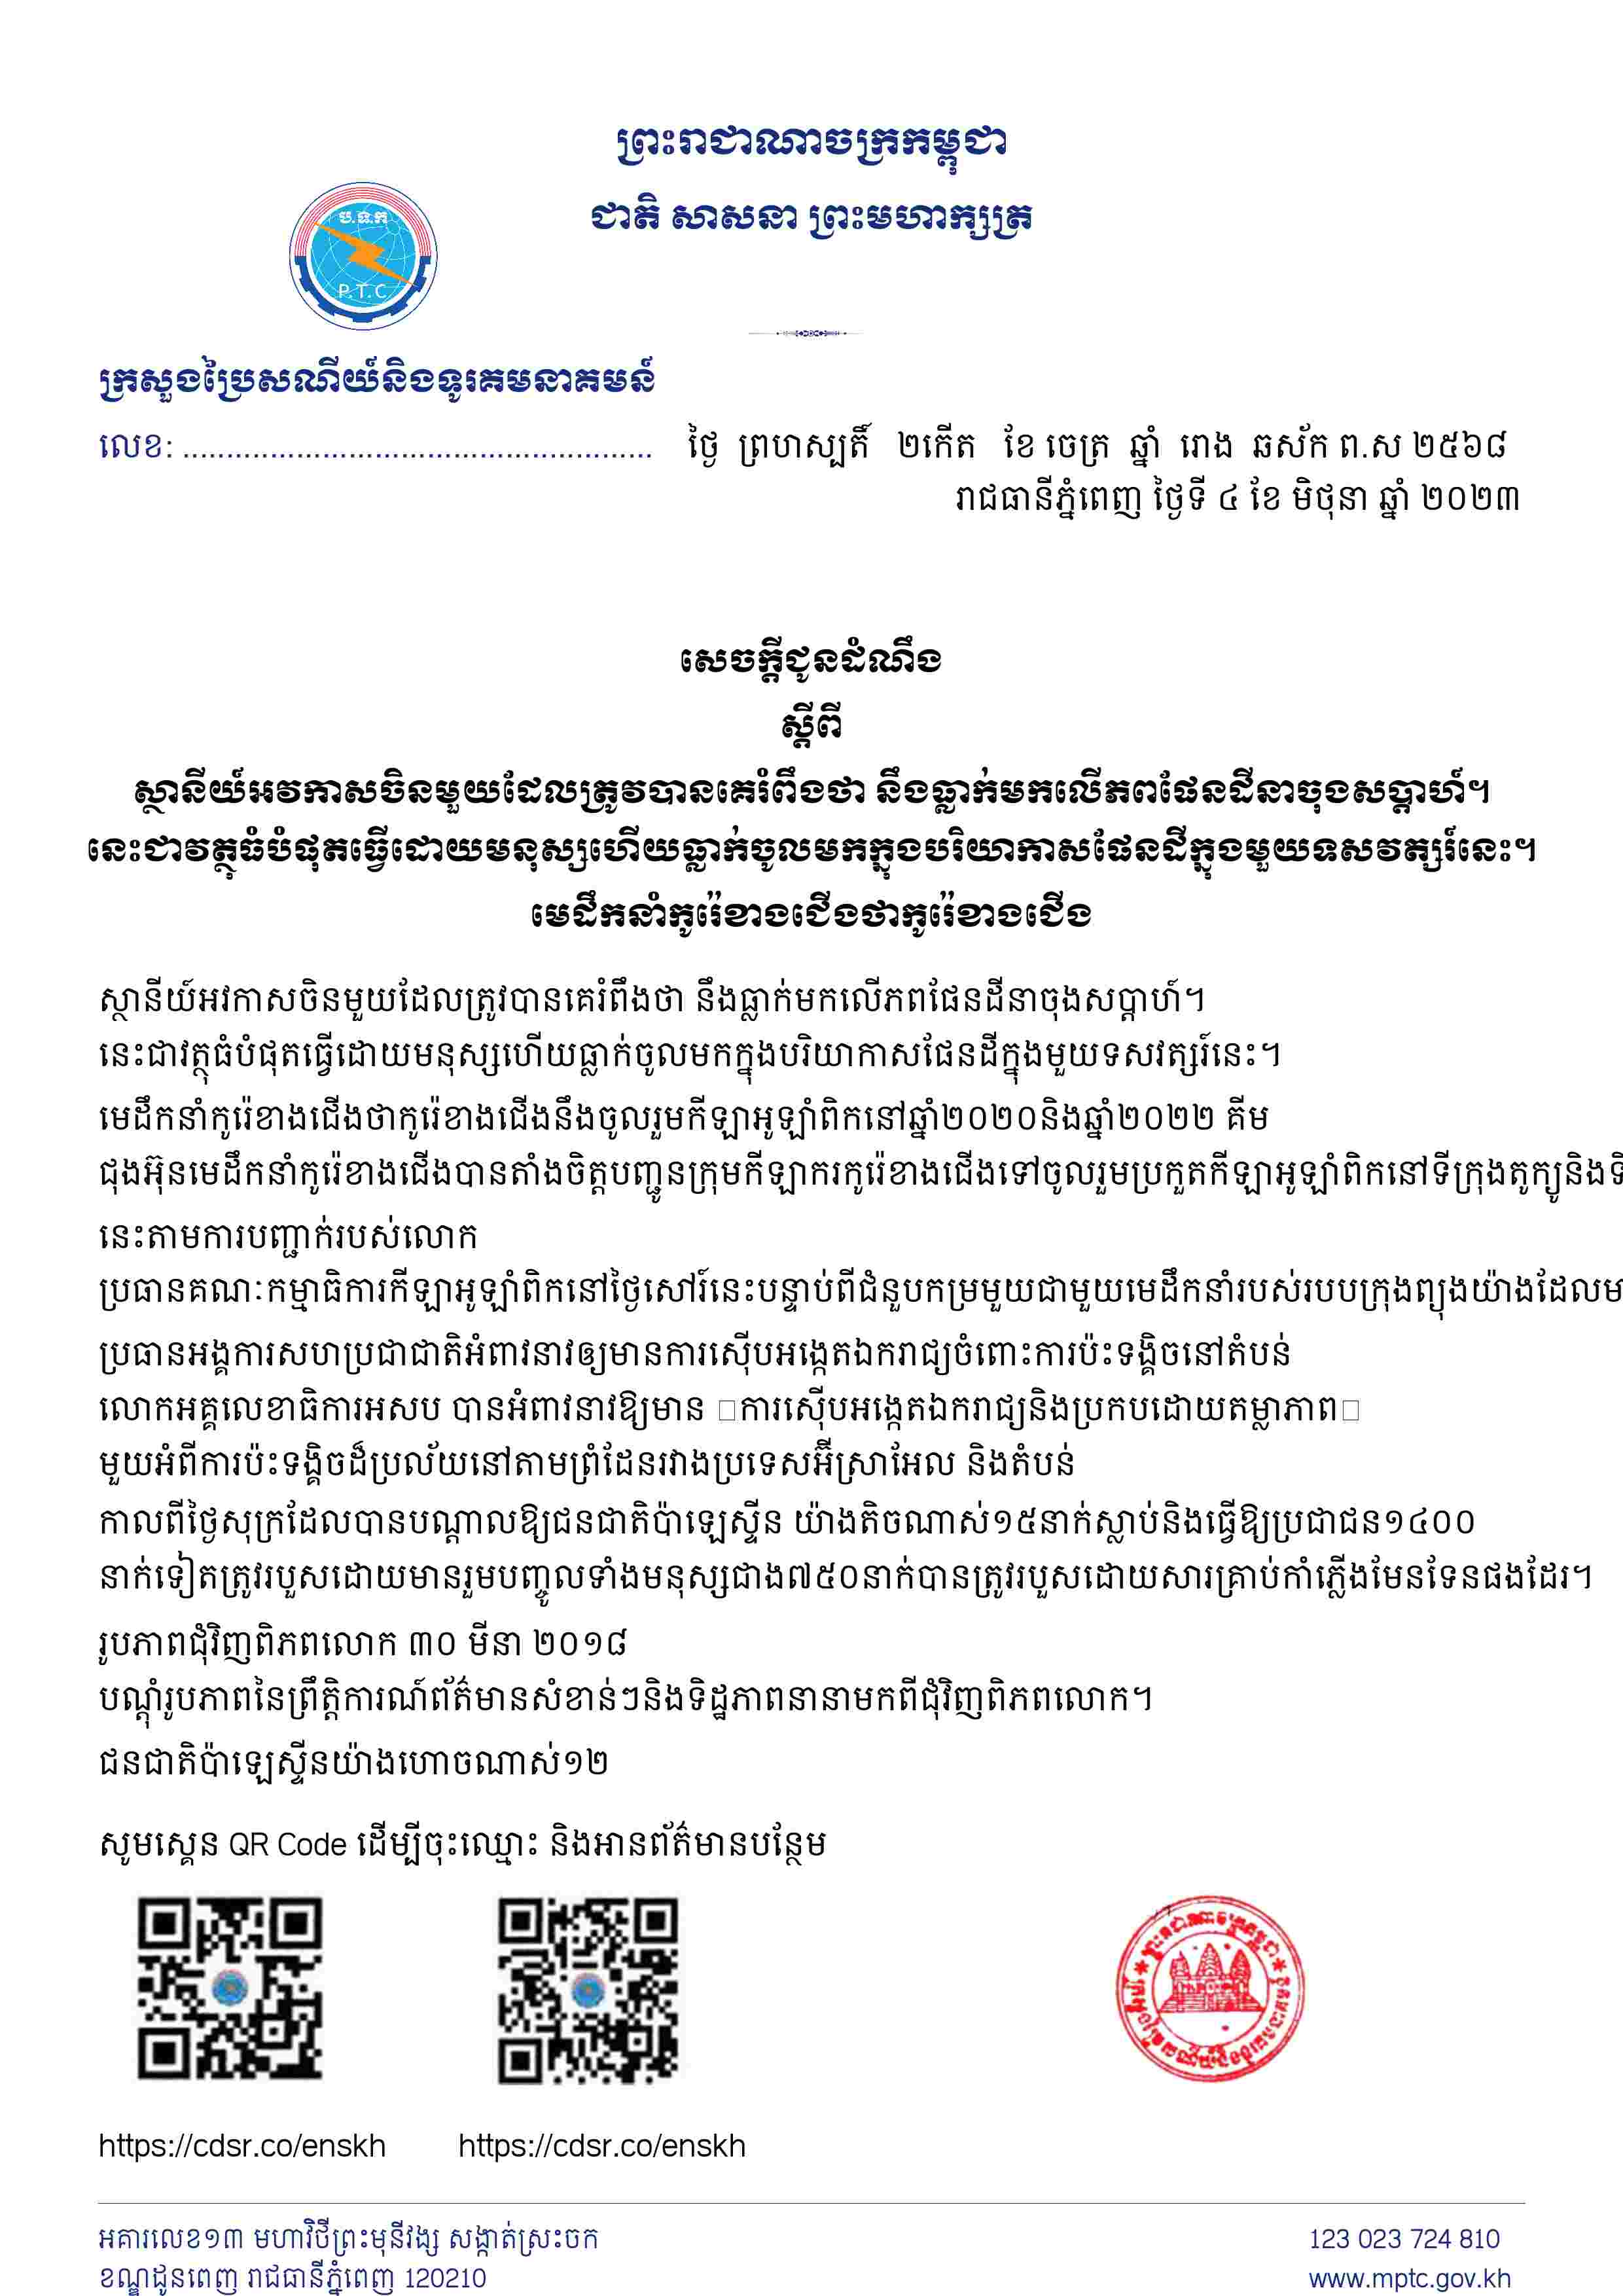 ព្រះរាជាណាចក្រកម្ពុជា
ជាតិ សាសនា ព្រះមហាក្សត្រ
ប.ទ.ក
P.T.C
ក្រសួងប្រៃសណីយ៍និងទូរគមនាគមន៍
លេខ: ......................................................
ថ្ងៃ ព្រហស្បតិ៍ ២កើត ខែ ចេត្រ ឆ្នាំ រោង ឆស័ក ព.ស ២៥៦៨
រាជធានីភ្នំពេញ ថ្ងៃទី ៤ ខែ មិថុនា ឆ្នាំ ២០២៣
សេចក្តីជូនដំណឹង
ស្តីពី
ស្ថានីយ៍អវកាសចិនមួយដែលត្រូវបានគេរំពឹងថា នឹងធ្លាក់មកលើភពផែនដីនាចុងសប្តាហ៍។
នេះជាវត្ថុធំបំផុតធ្វើដោយមនុស្សហើយធ្លាក់ចូលមកក្នុងបរិយាកាសផែនដីក្នុងមួយទសវត្សរ៍នេះ។
មេដឹកនាំកូរ៉េខាងជើងថាកូរ៉េខាងជើង
ស្ថានីយ៍អវកាសចិនមួយដែលត្រូវបានគេរំពឹងថា នឹងធ្លាក់មកលើភពផែនដីនាចុងសប្តាហ៍។
នេះជាវត្ថុធំបំផុតធ្វើដោយមនុស្សហើយធ្លាក់ចូលមកក្នុងបរិយាកាសផែនដីក្នុងមួយទសវត្សរ៍នេះ។
មេដឹកនាំកូរ៉េខាងជើងថាកូរ៉េខាងជើងនឹងចូលរួមកីឡាអូឡាំពិកនៅឆ្នាំ២០២០និងឆ្នាំ២០២២ គីម
ជុងអ៊ុនមេដឹកនាំកូរ៉េខាងជើងបានតាំងចិត្តបញ្ជូនក្រុមកីឡាករកូរ៉េខាងជើងទៅចូលរួមប្រកួតកីឡាអូឡាំពិកនៅទីក្រុងតូក្យូនិងទី
នេះតាមការបញ្ជាក់របស់លោក
ប្រធានគណៈកម្មាធិការកីឡាអូឡាំពិកនៅថ្ងៃសៅរ៍នេះបន្ទាប់ពីជំនួបកម្រមួយជាមួយមេដឹកនាំរបស់របបក្រុងព្យុងយ៉ាងដែលម
ប្រធានអង្គការសហប្រជាជាតិអំពាវនាវឲ្យមានការស៊ើបអង្កេតឯករាជ្យចំពោះការប៉ះទង្គិចនៅតំបន់
លោកអគ្គលេខាធិការអសប បានអំពាវនាវឱ្យមាន ការស៊ើបអង្កេតឯករាជ្យនិងប្រកបដោយតម្លាភាព
មួយអំពីការប៉ះទង្គិចដ៏ប្រល័យនៅតាមព្រំដែនរវាងប្រទេសអ៊ីស្រាអែល និងតំបន់
កាលពីថ្ងៃសុក្រដែលបានបណ្តាលឱ្យជនជាតិប៉ាឡេស្ទីន យ៉ាងតិចណាស់១៥នាក់ស្លាប់និងធ្វើឱ្យប្រជាជន១៤០០
នាក់ទៀតត្រូវរបួសដោយមានរួមបញ្ចូលទាំងមនុស្សជាង៧៥០នាក់បានត្រូវរបួសដោយសារគ្រាប់កាំភ្លើងមែនទែនផងដែរ។
រូបភាពជុំវិញពិភពលោក ៣០ មីនា ២០១៨
បណ្តុំរូបភាពនៃព្រឹត្តិការណ៍ព័ត៌មានសំខាន់ៗនិងទិដ្ឋភាពនានាមកពីជុំវិញពិភពលោក។
ជនជាតិប៉ាឡេស្ទីនយ៉ាងហោចណាស់១២
សូមស្គេន QR Code ដើម្បីចុះឈ្មោះ និងអានព័ត៌មានបន្ថែម
ព្រះរាជាណាចក្រកម្ពុជា
ក្រសួងប្រៃសណីយ៍និងទូរគមនាគមន៍
https://cdsr.co/enskh
https://cdsr.co/enskh
អគារលេខ១៣ មហាវិថីព្រះមុនីវង្ស សង្កាត់ស្រះចក
ខណ្ឌដូនពេញ រាជធានីភ្នំពេញ 120210
123 023 724 810
www.mptc.gov.kh